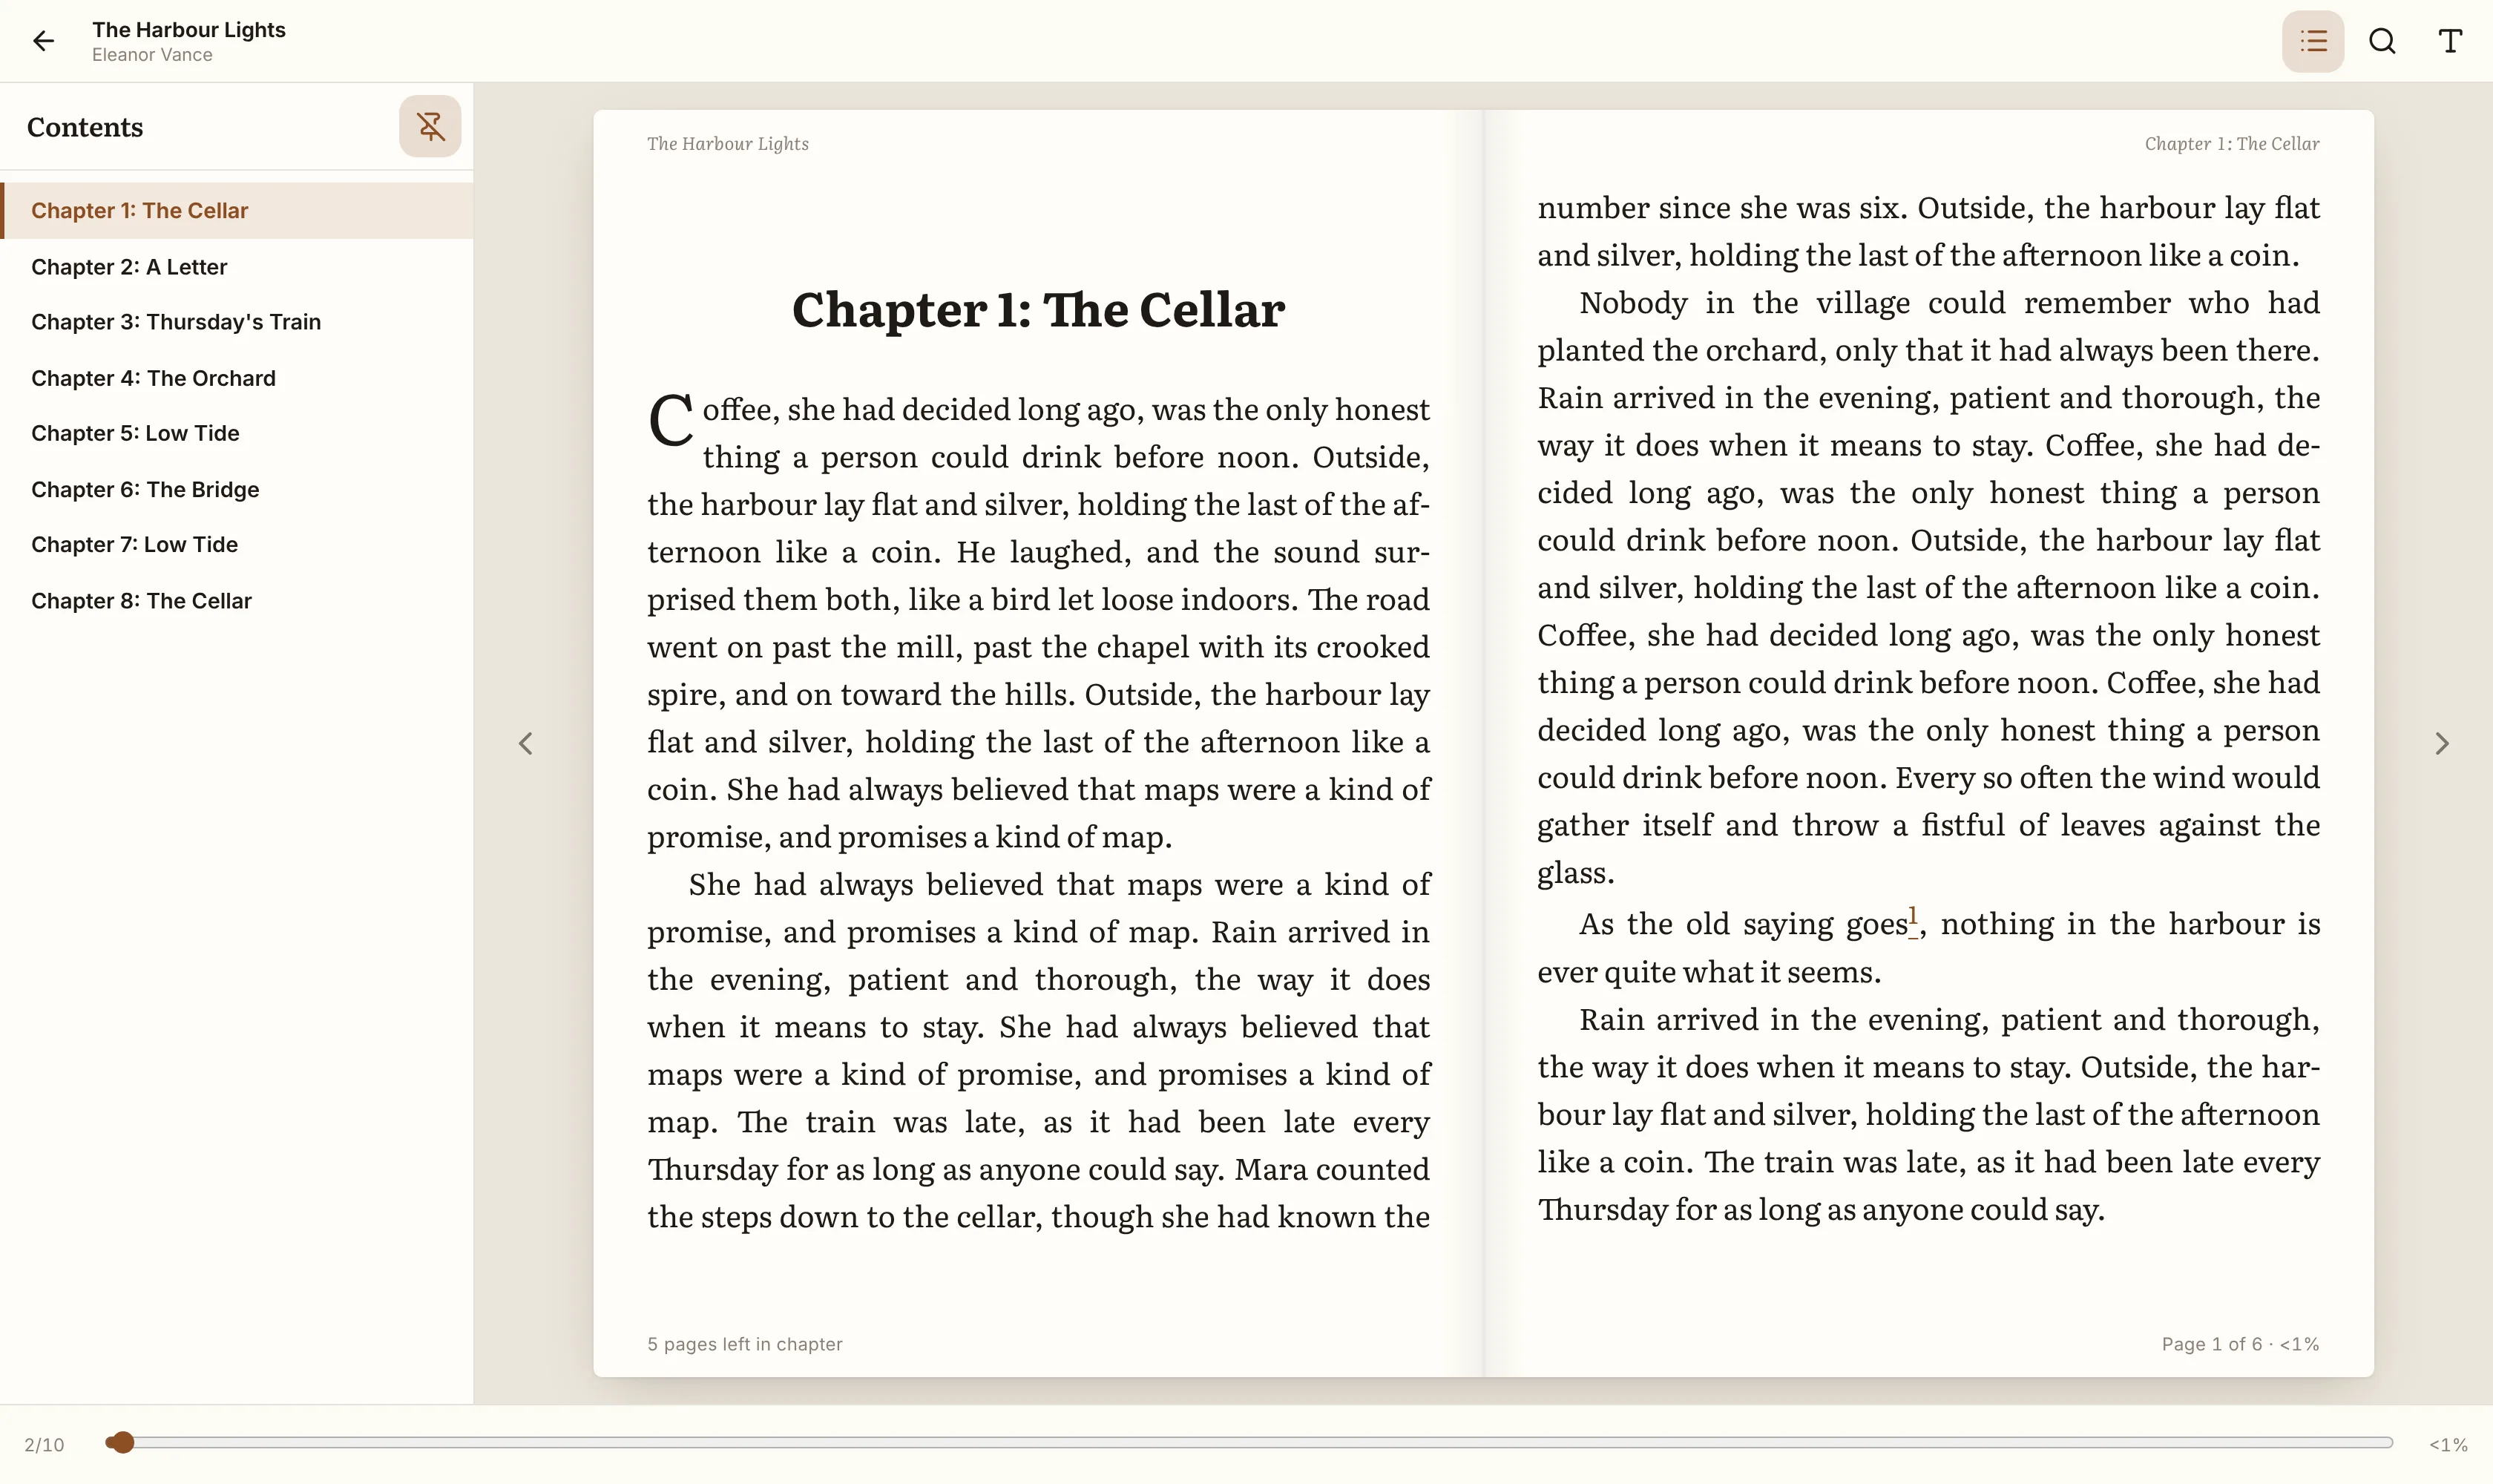 The Harbour Lights
Eleanor Vance
Contents
Chapter 1: The Cellar
Chapter 2: A Letter
Chapter 3: Thursday's Train
Chapter 4: The Orchard
Chapter 5: Low Tide
Chapter 6: The Bridge
Chapter 7: Low Tide
Chapter 8: The Cellar
The Harbour Lights
Chapter 1: The Cellar
Coffee, she had decided long ago, was the only honest
thing a person could drink before noon. Outside,
the harbour lay flat and silver, holding the last of the af-
ternoon like a coin. He laughed, and the sound sur-
prised them both, like a bird let loose indoors. The road
went on past the mill, past the chapel with its crooked
spire, and on toward the hills. Outside, the harbour lay
flat and silver, holding the last of the afternoon like a
coin. She had always believed that maps were a kind of
promise, and promises a kind of map.
She had always believed that maps were a kind of
promise, and promises a kind of map. Rain arrived in
the evening, patient and thorough, the way it does
when it means to stay. She had always believed that
maps were a kind of promise, and promises a kind of
map. The train was late, as it had been late every
Thursday for as long as anyone could say. Mara counted
the steps down to the cellar, though she had known the
5 pages left in chapter
Chapter 1: The Cellar
number since she was six. Outside, the harbour lay flat
and silver, holding the last of the afternoon like a coin.
Nobody in the village could remember who had
planted the orchard, only that it had always been there.
Rain arrived in the evening, patient and thorough, the
way it does when it means to stay. Coffee, she had de-
cided long ago, was the only honest thing a person
could drink before noon. Outside, the harbour lay flat
and silver, holding the last of the afternoon like a coin.
Coffee, she had decided long ago, was the only honest
thing a person could drink before noon. Coffee, she had
decided long ago, was the only honest thing a person
could drink before noon. Every so often the wind would
gather itself and throw a fistful of leaves against the
glass.
As the old saying goes1, nothing in the harbour is
ever quite what it seems.
Rain arrived in the evening, patient and thorough,
the way it does when it means to stay. Outside, the har-
bour lay flat and silver, holding the last of the afternoon
like a coin. The train was late, as it had been late every
Thursday for as long as anyone could say.
Page 1 of 6 · <1%
2/10
<1%